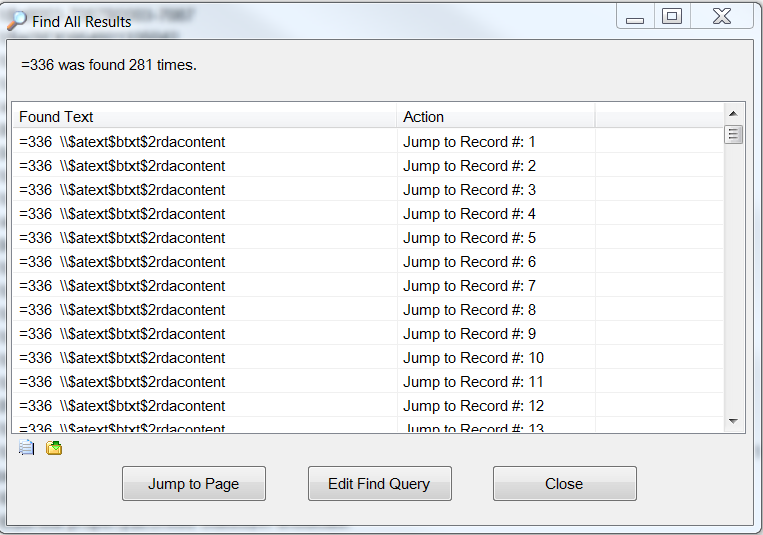 Find All Results
=336 was found 281 times.
Found Text Action
=336  \\$atext$btxt$2rdacontent Jump to Record #: 1
=336  \\$atext$btxt$2rdacontent Jump to Record #: 2
=336  \\$atext$btxt$2rdacontent Jump to Record #: 3
=336  \\$atext$btxt$2rdacontent Jump to Record #: 4
=336  \\$atext$btxt$2rdacontent Jump to Record #: 5
=336  \\$atext$btxt$2rdacontent Jump to Record #: 6
=336  \\$atext$btxt$2rdacontent Jump to Record #: 7
=336  \\$atext$btxt$2rdacontent Jump to Record #: 8
=336  \\$atext$btxt$2rdacontent Jump to Record #: 9
=336  \\$atext$btxt$2rdacontent Jump to Record #: 10
=336  \\$atext$btxt$2rdacontent Jump to Record #: 11
=336  \\$atext$btxt$2rdacontent Jump to Record #: 12
=336  \\$atext$btxt$2rdacontent Jump to Record #: 13
Jump to Page Edit Find Query Close